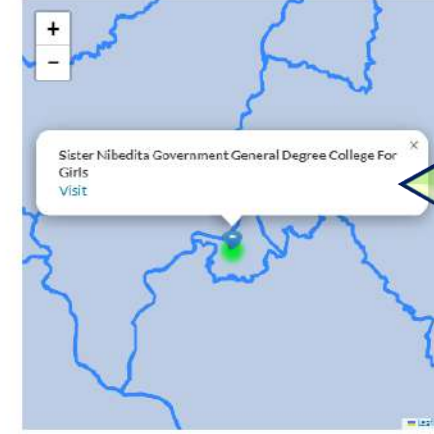 +
−
Sister Nibedita Government General Degree College For
Girls
Visit
×